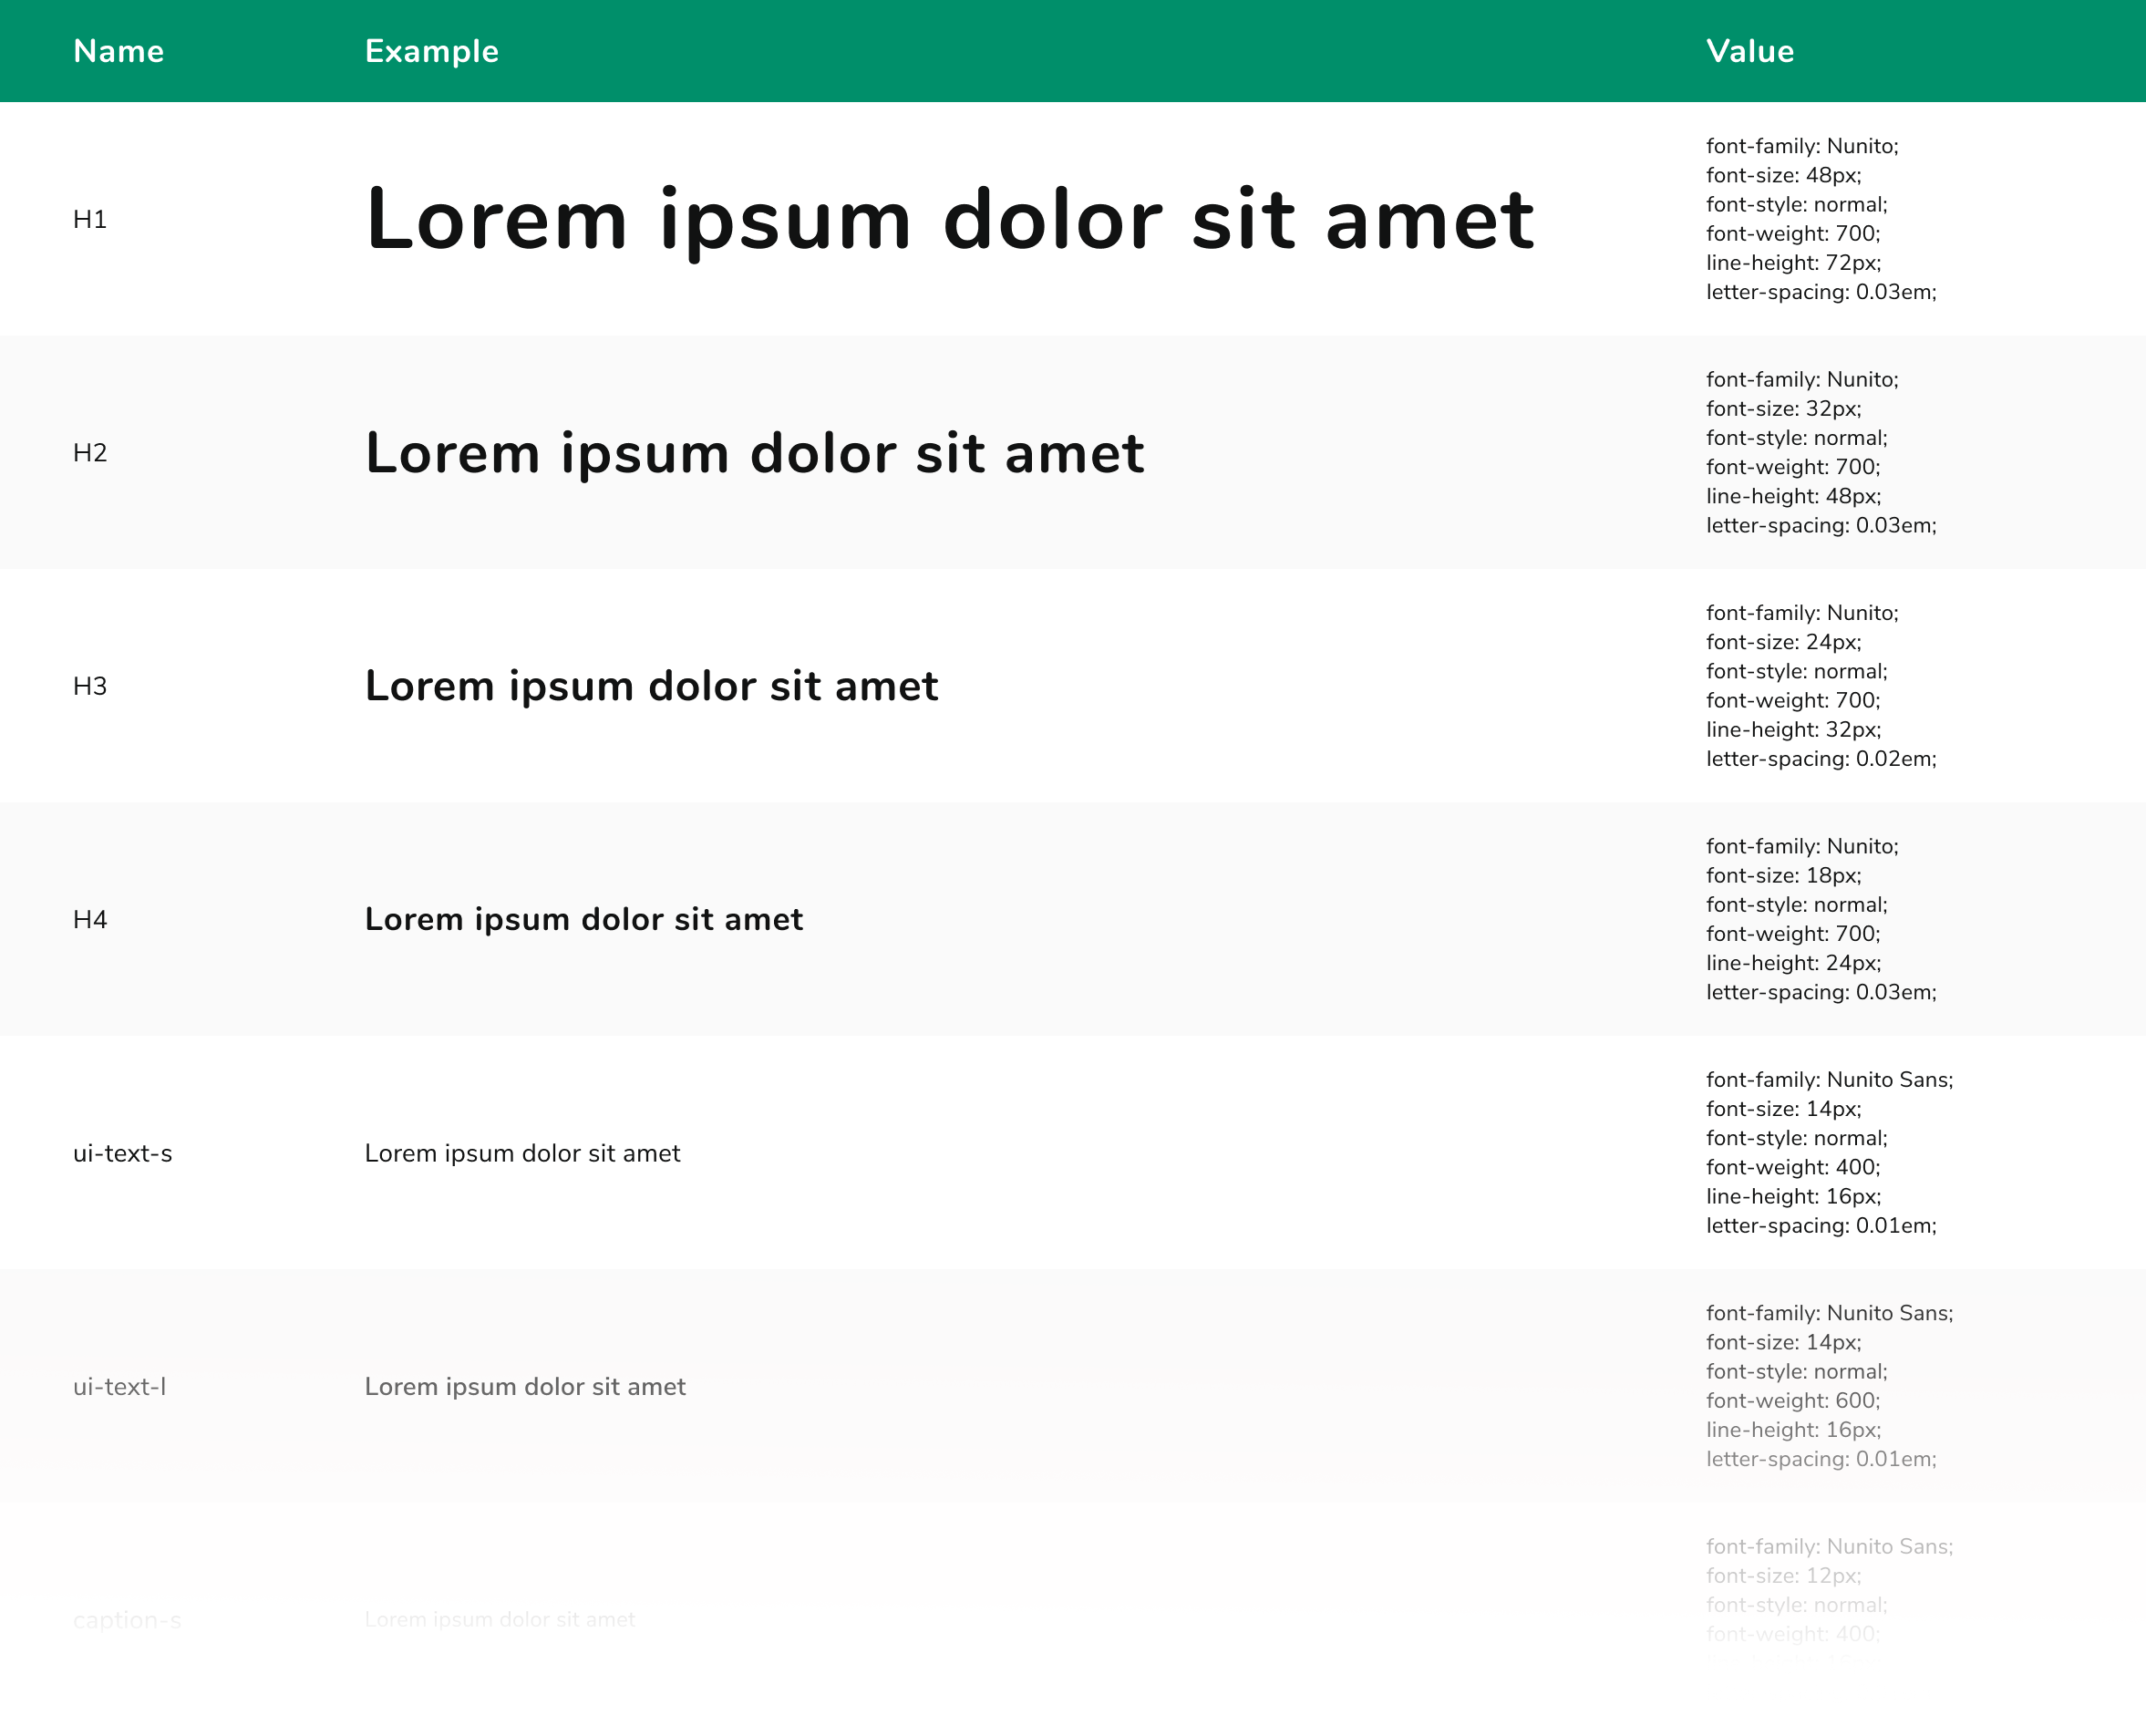 Name Example Value
H1
Lorem ipsum dolor sit amet
font-family: Nunito;
font-size: 48px;
font-style: normal;
font-weight: 700;
line-height: 72px;
letter-spacing: 0.03em;
H2
Lorem ipsum dolor sit amet
font-family: Nunito;
font-size: 32px;
font-style: normal;
font-weight: 700;
line-height: 48px;
letter-spacing: 0.03em;
H3
Lorem ipsum dolor sit amet
font-family: Nunito;
font-size: 24px;
font-style: normal;
font-weight: 700;
line-height: 32px;
letter-spacing: 0.02em;
H4
Lorem ipsum dolor sit amet
font-family: Nunito;
font-size: 18px;
font-style: normal;
font-weight: 700;
line-height: 24px;
letter-spacing: 0.03em;
ui-text-s
Lorem ipsum dolor sit amet
font-family: Nunito Sans;
font-size: 14px;
font-style: normal;
font-weight: 400;
line-height: 16px;
letter-spacing: 0.01em;
ui-text-l
Lorem ipsum dolor sit amet
font-family: Nunito Sans;
font-size: 14px;
font-style: normal;
font-weight: 600;
line-height: 16px;
letter-spacing: 0.01em;
caption-s
Lorem ipsum dolor sit amet
font-family: Nunito Sans;
font-size: 12px;
font-style: normal;
font-weight: 400;